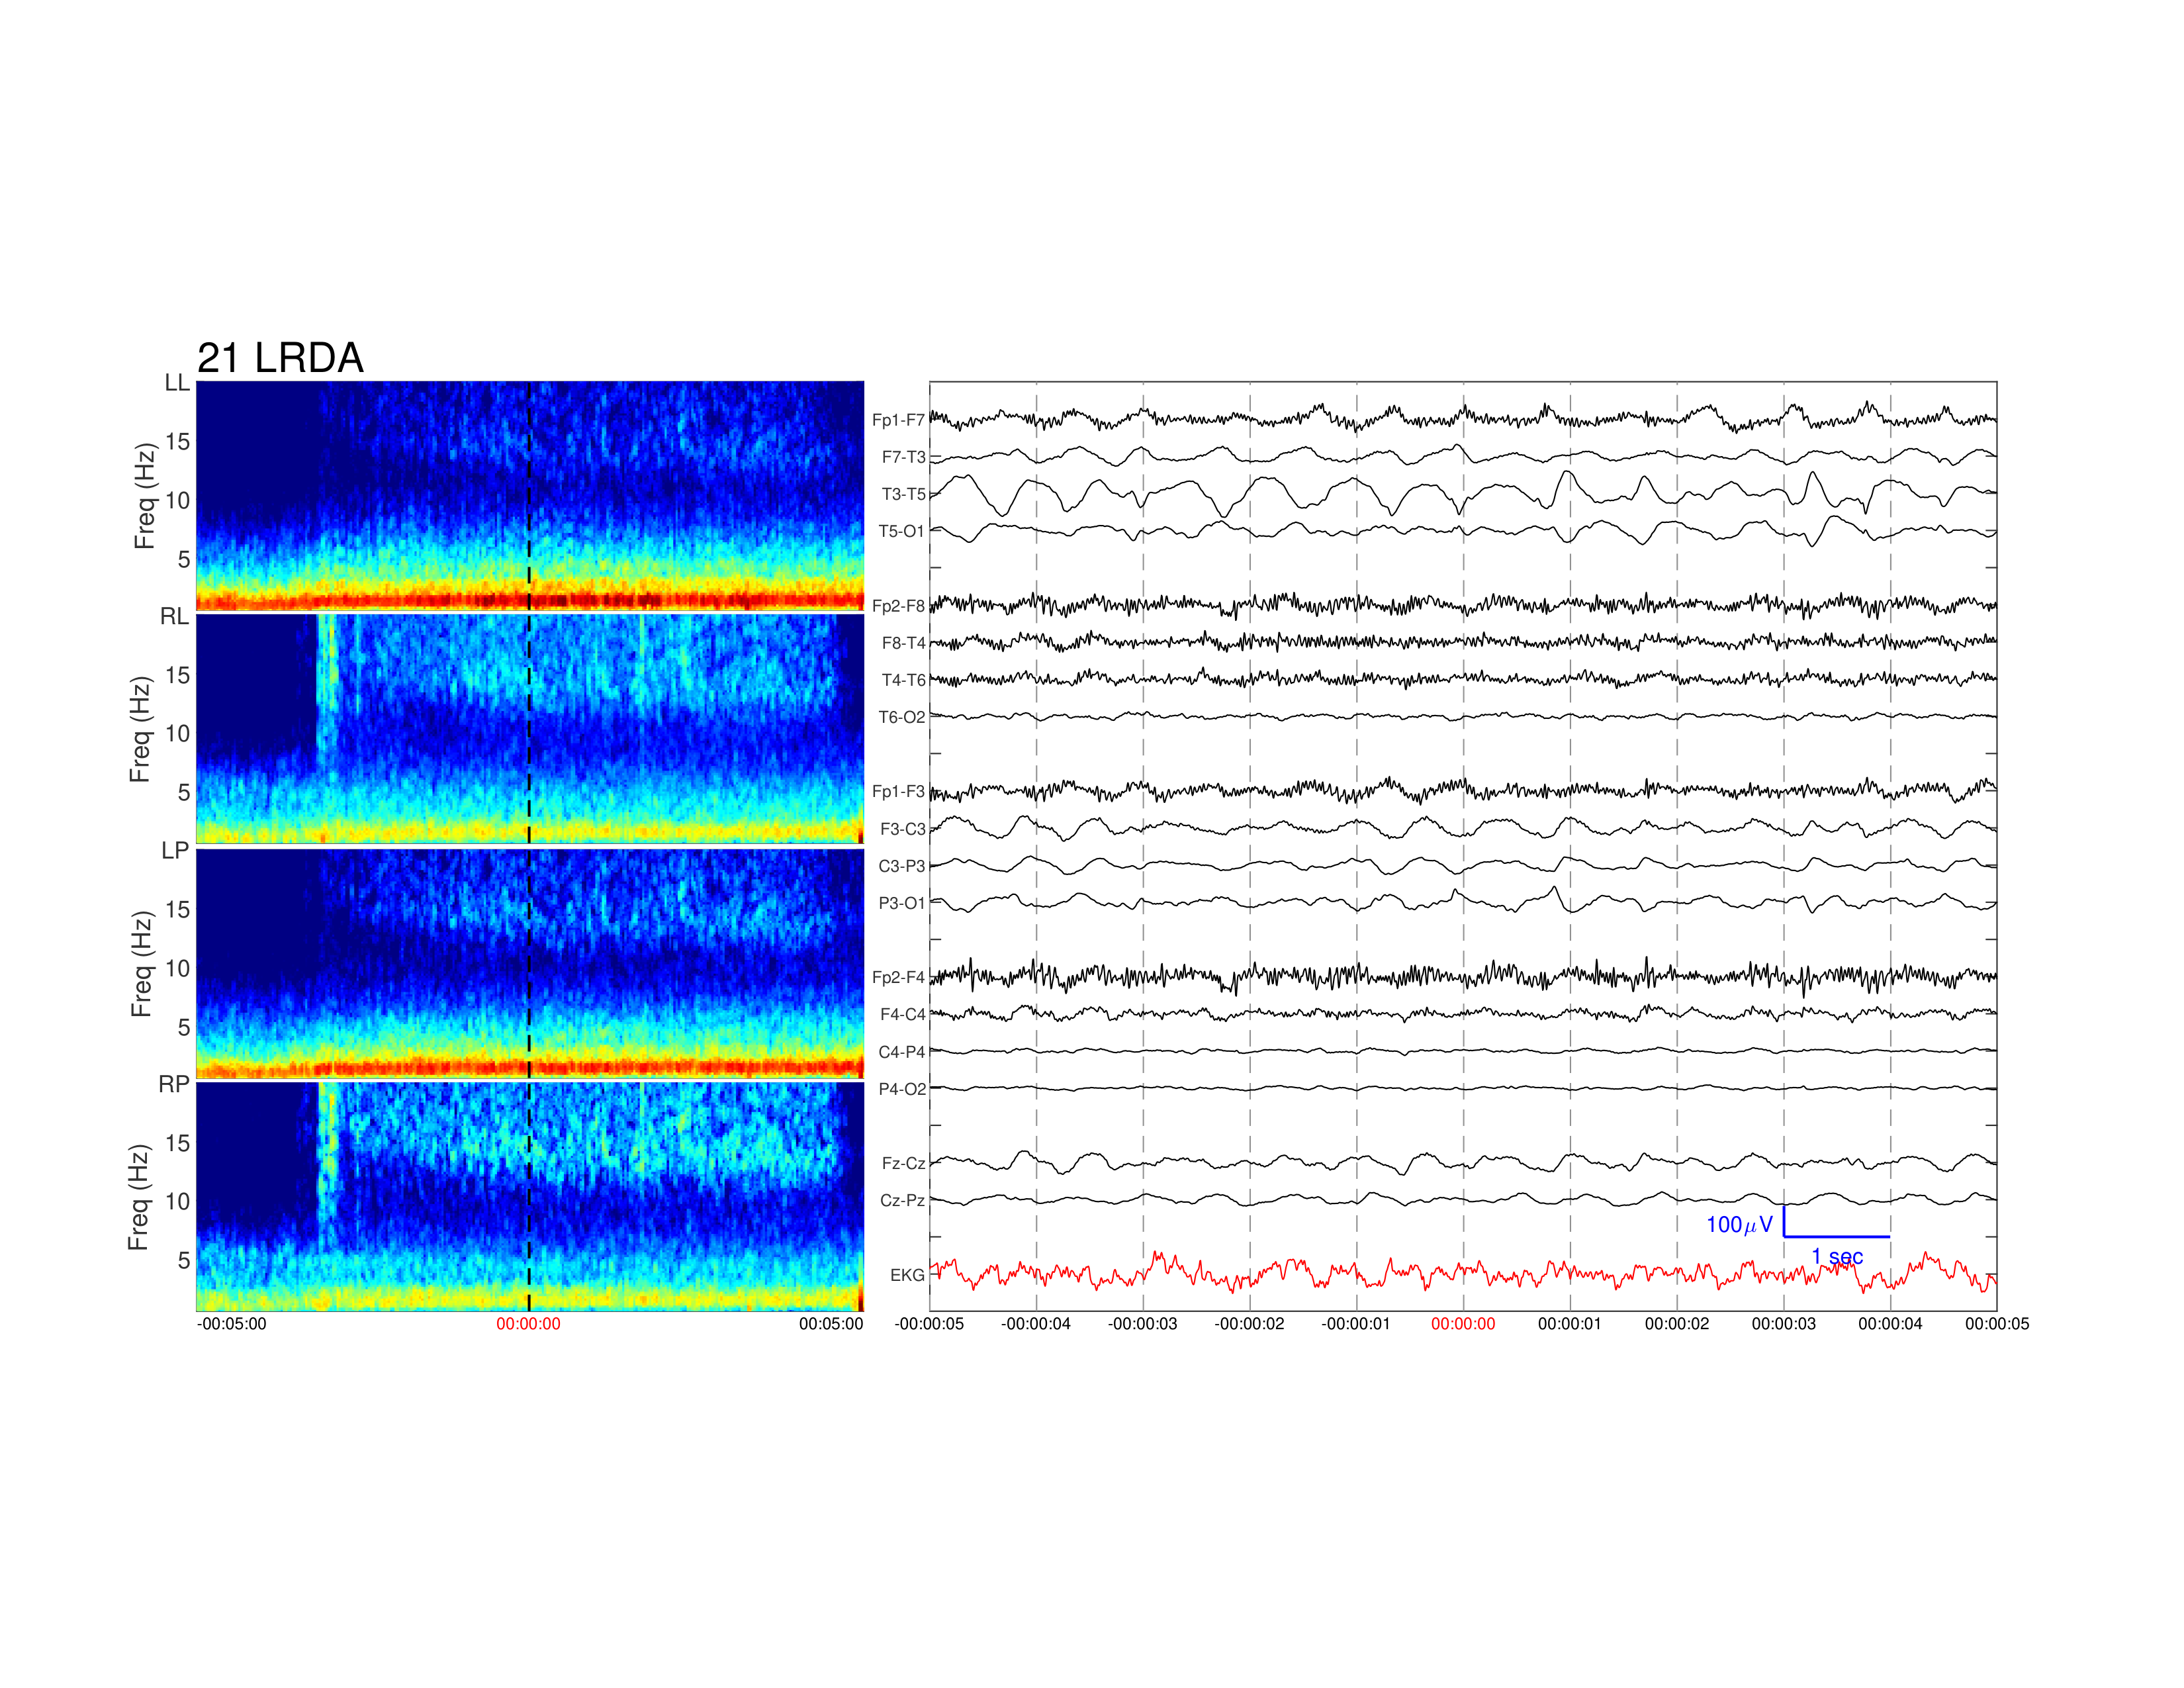 21 LRDA
LL
Freq (Hz)
15
10
5
RL
Freq (Hz)
15
10
5
LP
Freq (Hz)
15
10
5
RP
Freq (Hz)
15
10
5
-00:05:00 00:00:00 00:05:00
Fp1-F7
F7-T3
T3-T5
T5-O1
Fp2-F8
F8-T4
T4-T6
T6-O2
Fp1-F3
F3-C3
C3-P3
P3-O1
Fp2-F4
F4-C4
C4-P4
P4-O2
Fz-Cz
Cz-Pz
100μV
1 sec
EKG
-00:00:05 -00:00:04 -00:00:03 -00:00:02 -00:00:01 00:00:00 00:00:01 00:00:02 00:00:03 00:00:04 00:00:05